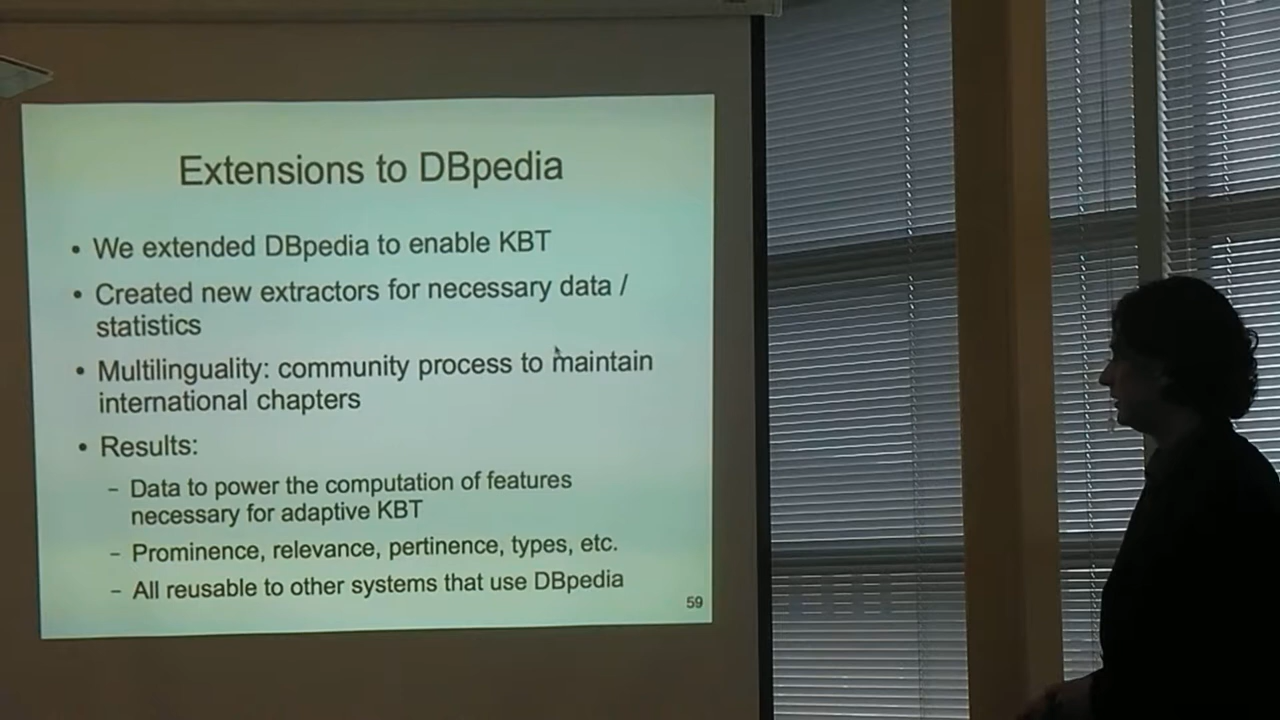 Extensions to DBpedia
• We extended DBpedia to enable KBT
• Created new extractors for necessary data /
statistics
• Multilinguality: community process to maintain
international chapters
• Results:
– Data to power the computation of features
necessary for adaptive KBT
– Prominence, relevance, pertinence, types, etc.
– All reusable to other systems that use DBpedia
59